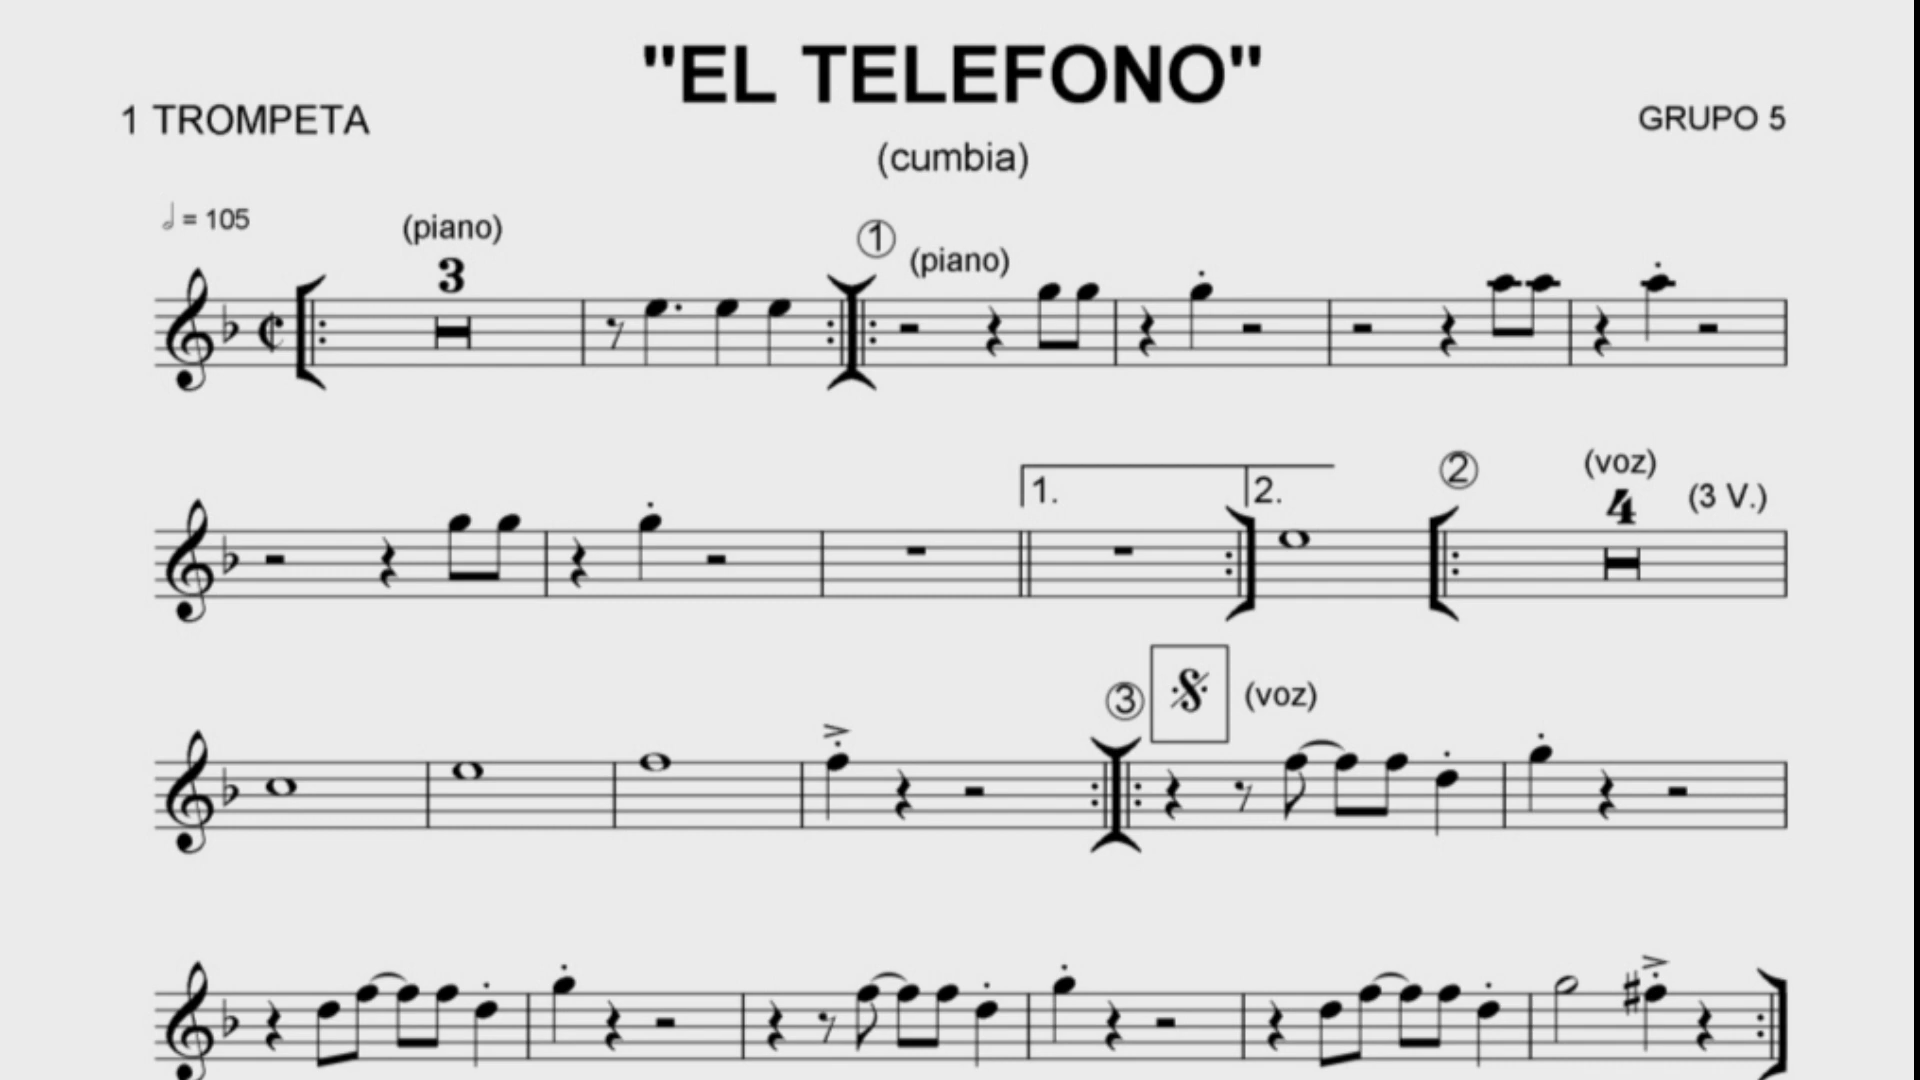 "EL TELEFONO"
1 TROMPETA
GRUPO 5
(cumbia)
= 105
(piano)
3
1
(piano)
1.
2.
2
(voz)
4
(3 V.)
3
(voz)